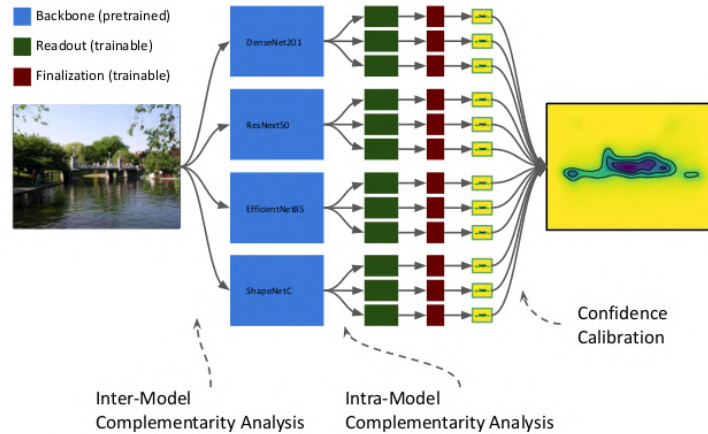 Backbone (pretrained)
Readout (trainable)
Finalization (trainable)
DenseNet201
ResNext50
EfficientNetB5
ShapeNetC
Confidence
Calibration
Inter-Model
Complementarity Analysis
Intra-Model
Complementarity Analysis